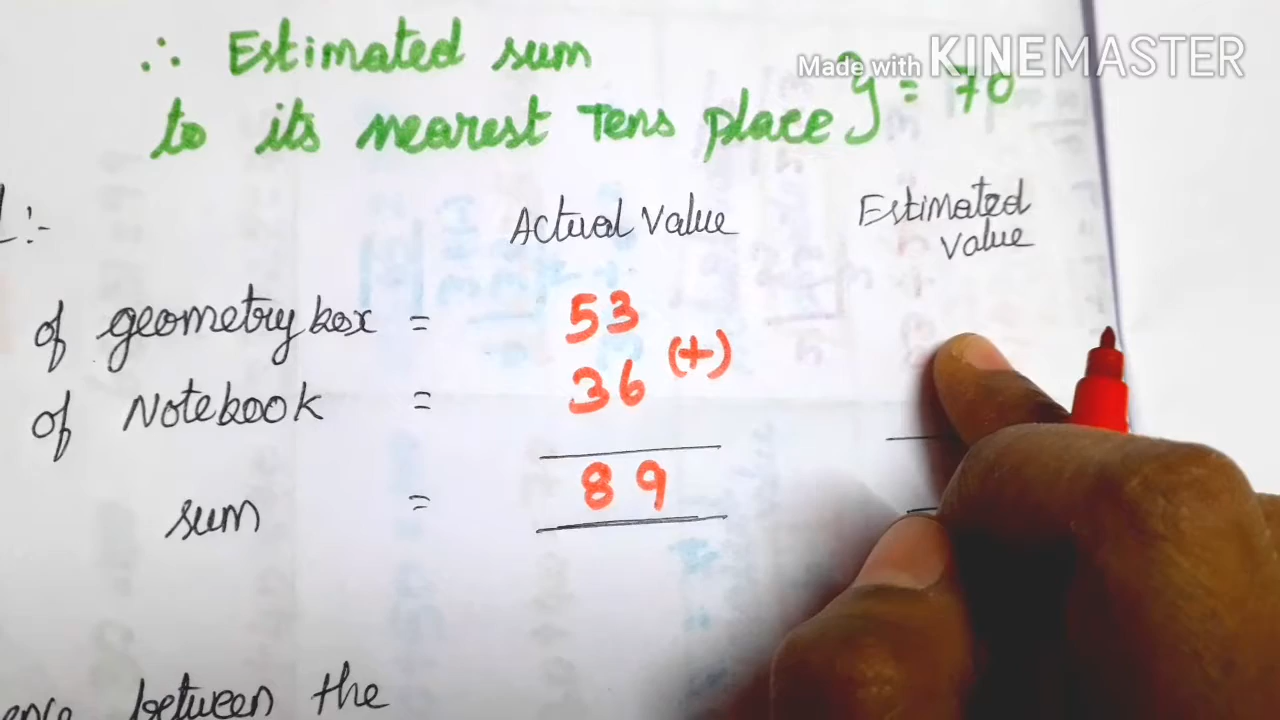 ∴ Estimated sum
to its nearest Tens place } = 70
Made with KINEMASTER
Actual Value Estimated Value
of geometry box = 53
of Notebook = 36 (+)
sum = 89
between the